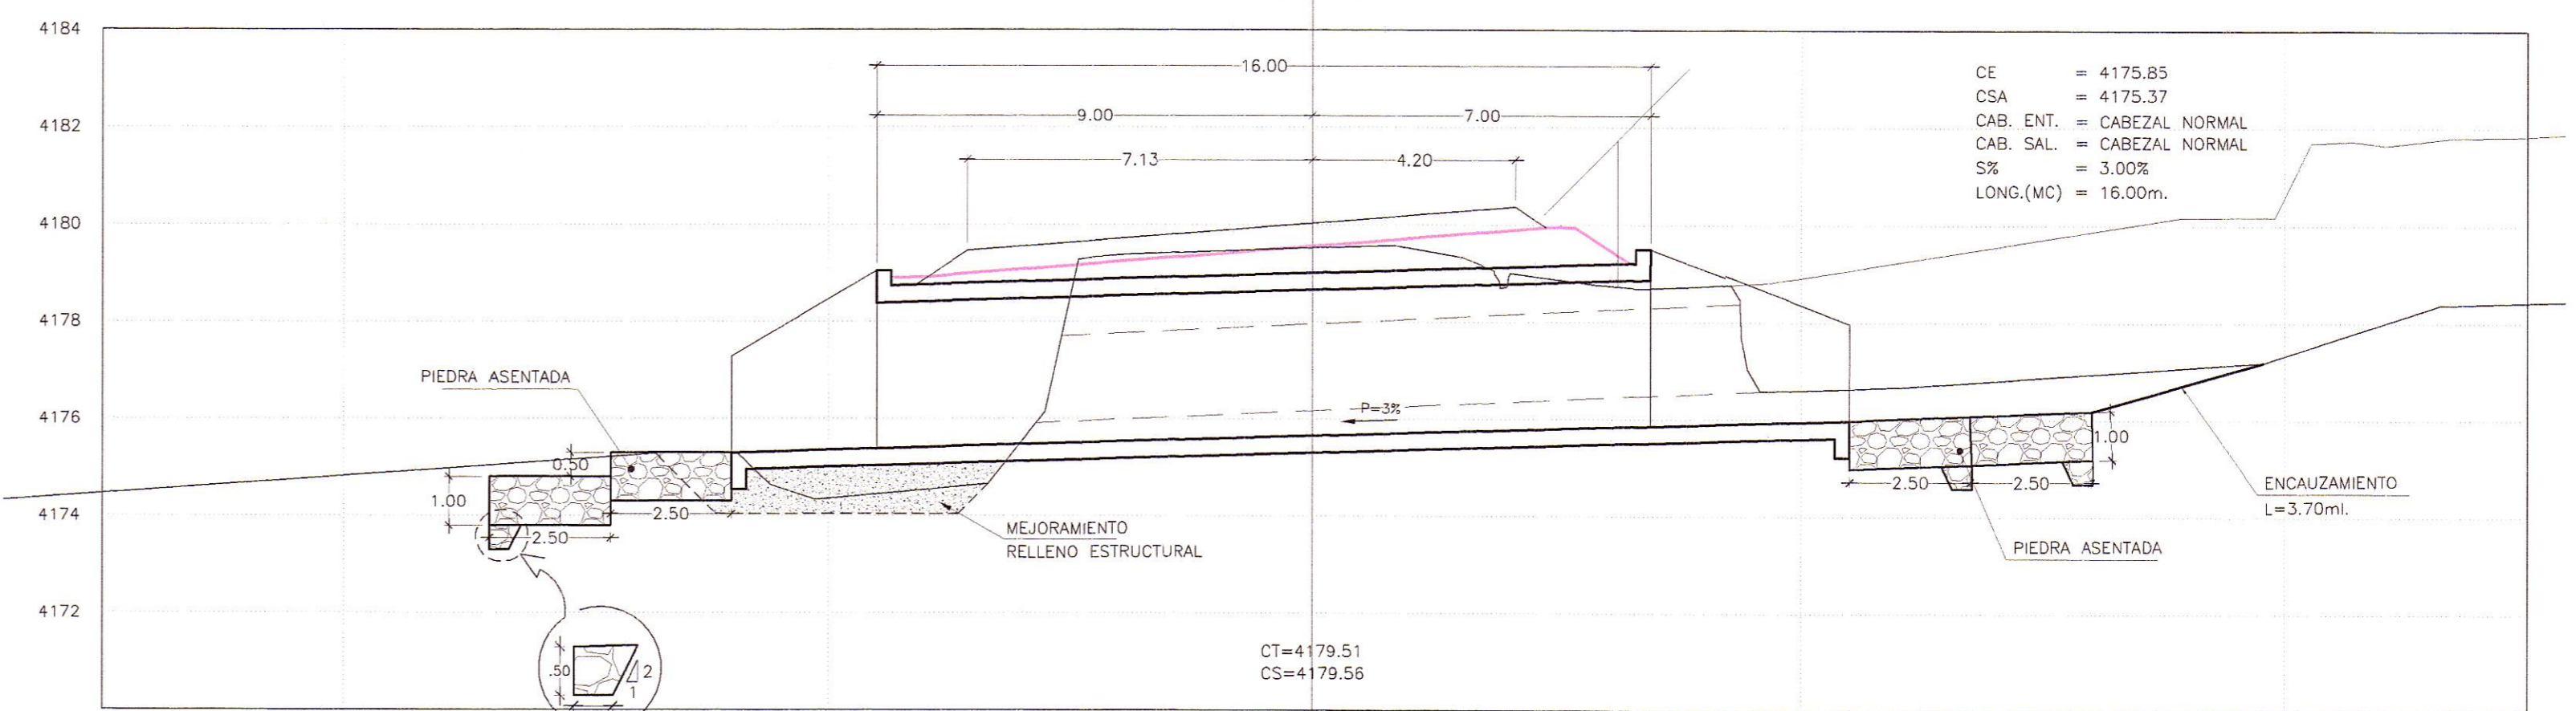 4184
4182
4180
4178
4176
4174
4172
16.00
9.00
7.00
7.13
4.20
CE = 4175.85
CSA = 4175.37
CAB. ENT. = CABEZAL NORMAL
CAB. SAL. = CABEZAL NORMAL
S% = 3.00%
LONG.(MC) = 16.00m.
PIEDRA ASENTADA
P=3%
0.50
1.00
2.50
2.50
MEJORAMIENTO
RELLENO ESTRUCTURAL
1.00
2.50
2.50
ENCAUZAMIENTO
L=3.70ml.
PIEDRA ASENTADA
.50
2
1
CT=4179.51
CS=4179.56